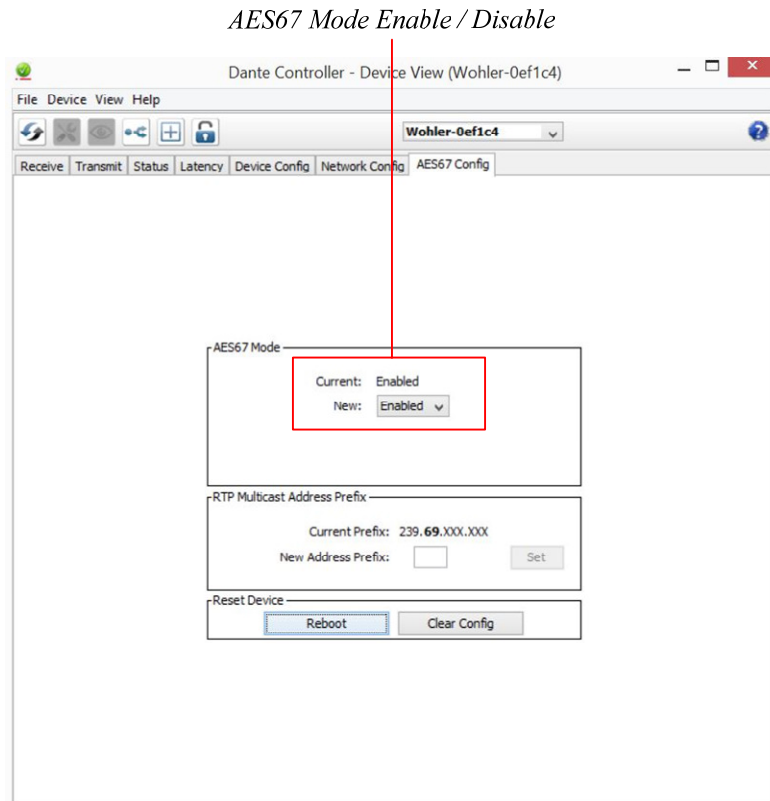 AES67 Mode Enable / Disable
Dante Controller - Device View (Wohler-0ef1c4)
File Device View Help
Wohler-0ef1c4
Receive Transmit Status Latency Device Config Network Config AES67 Config
AES67 Mode
Current: Enabled
New: Enabled
RTP Multicast Address Prefix
Current Prefix: 239.69.XXX.XXX
New Address Prefix: Set
Reset Device
Reboot Clear Config